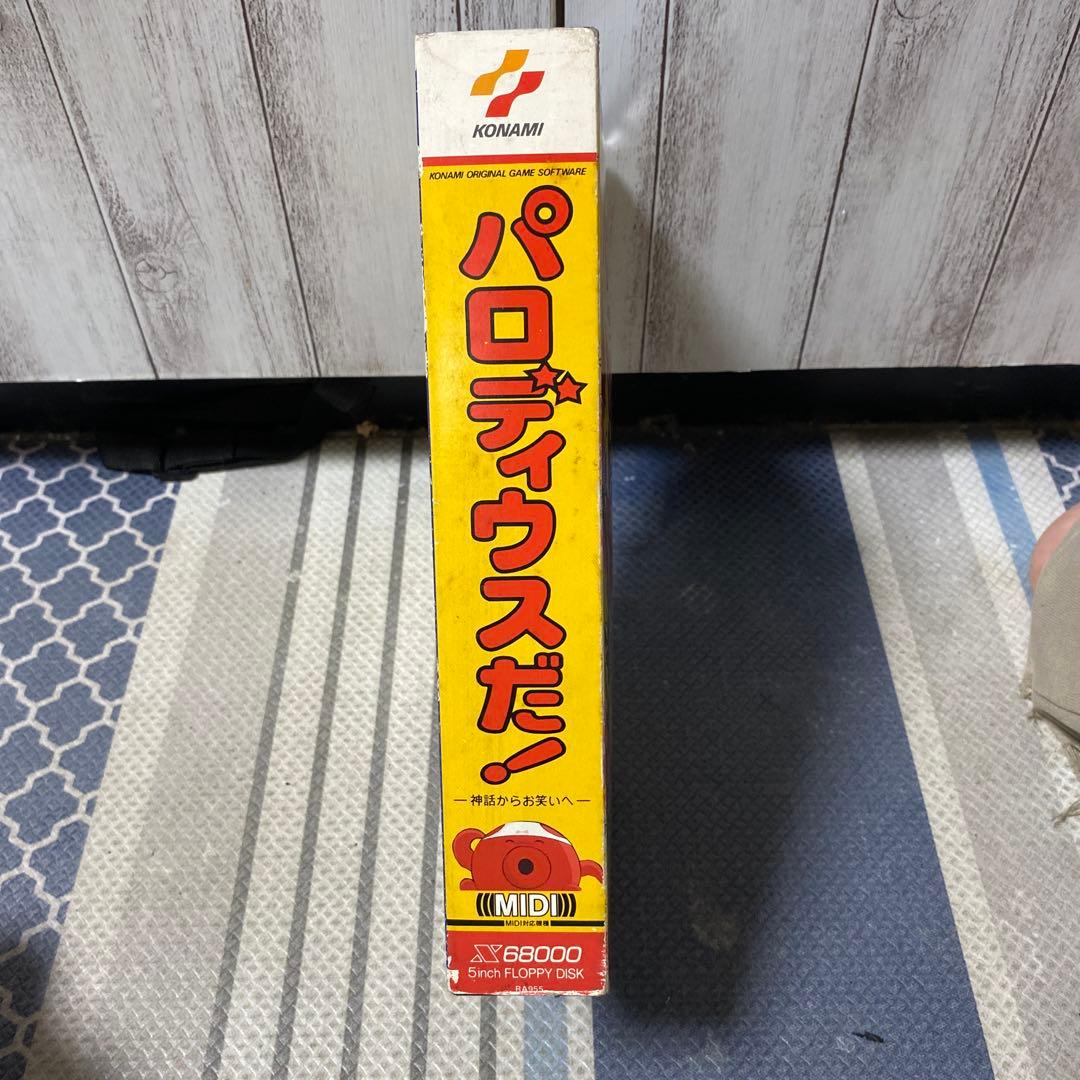 KONAMI
KONAMI ORIGINAL GAME SOFTWARE
パロディウスだ!
—神話からお笑いへ—
MIDI
MIDI対応機種
X68000
5inch FLOPPY DISK
RA955